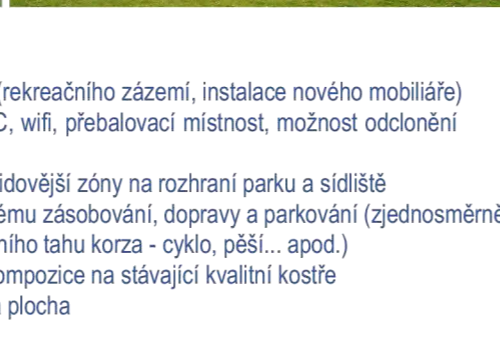 (rekreačního zázemí, instalace nového mobiliáře)
C, wifi, přebalovací místnost, možnost odclonění
idovější zóny na rozhraní parku a sídliště
ému zásobování, dopravy a parkování (zjednosměrně
ního tahu korza - cyklo, pěší... apod.)
ompozice na stávající kvalitní kostře
plocha